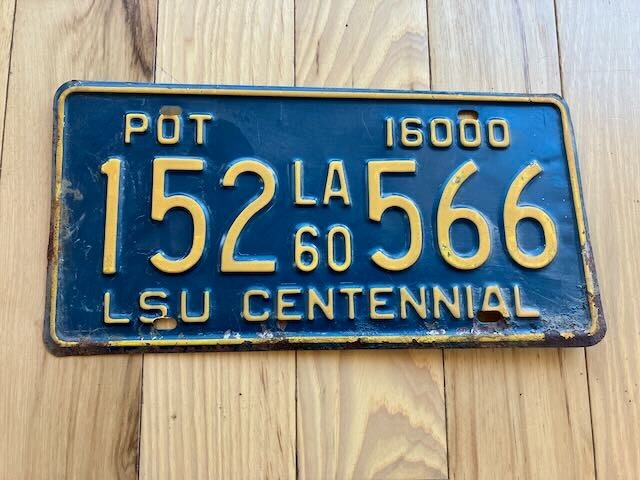 POT 16000
152 LA 60 566
LSU CENTENNIAL